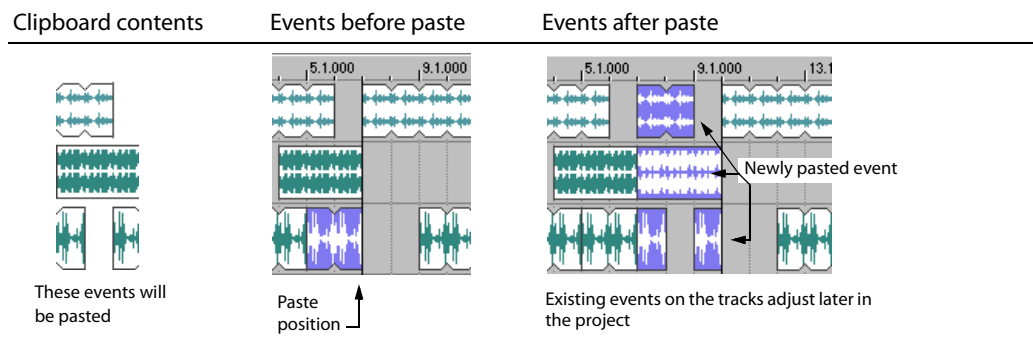 Clipboard contents
Events before paste
Events after paste
5.1.000
9.1.000
5.1.000
9.1.000
13.1
Newly pasted event
These events will
be pasted
Paste
position
Existing events on the tracks adjust later in
the project